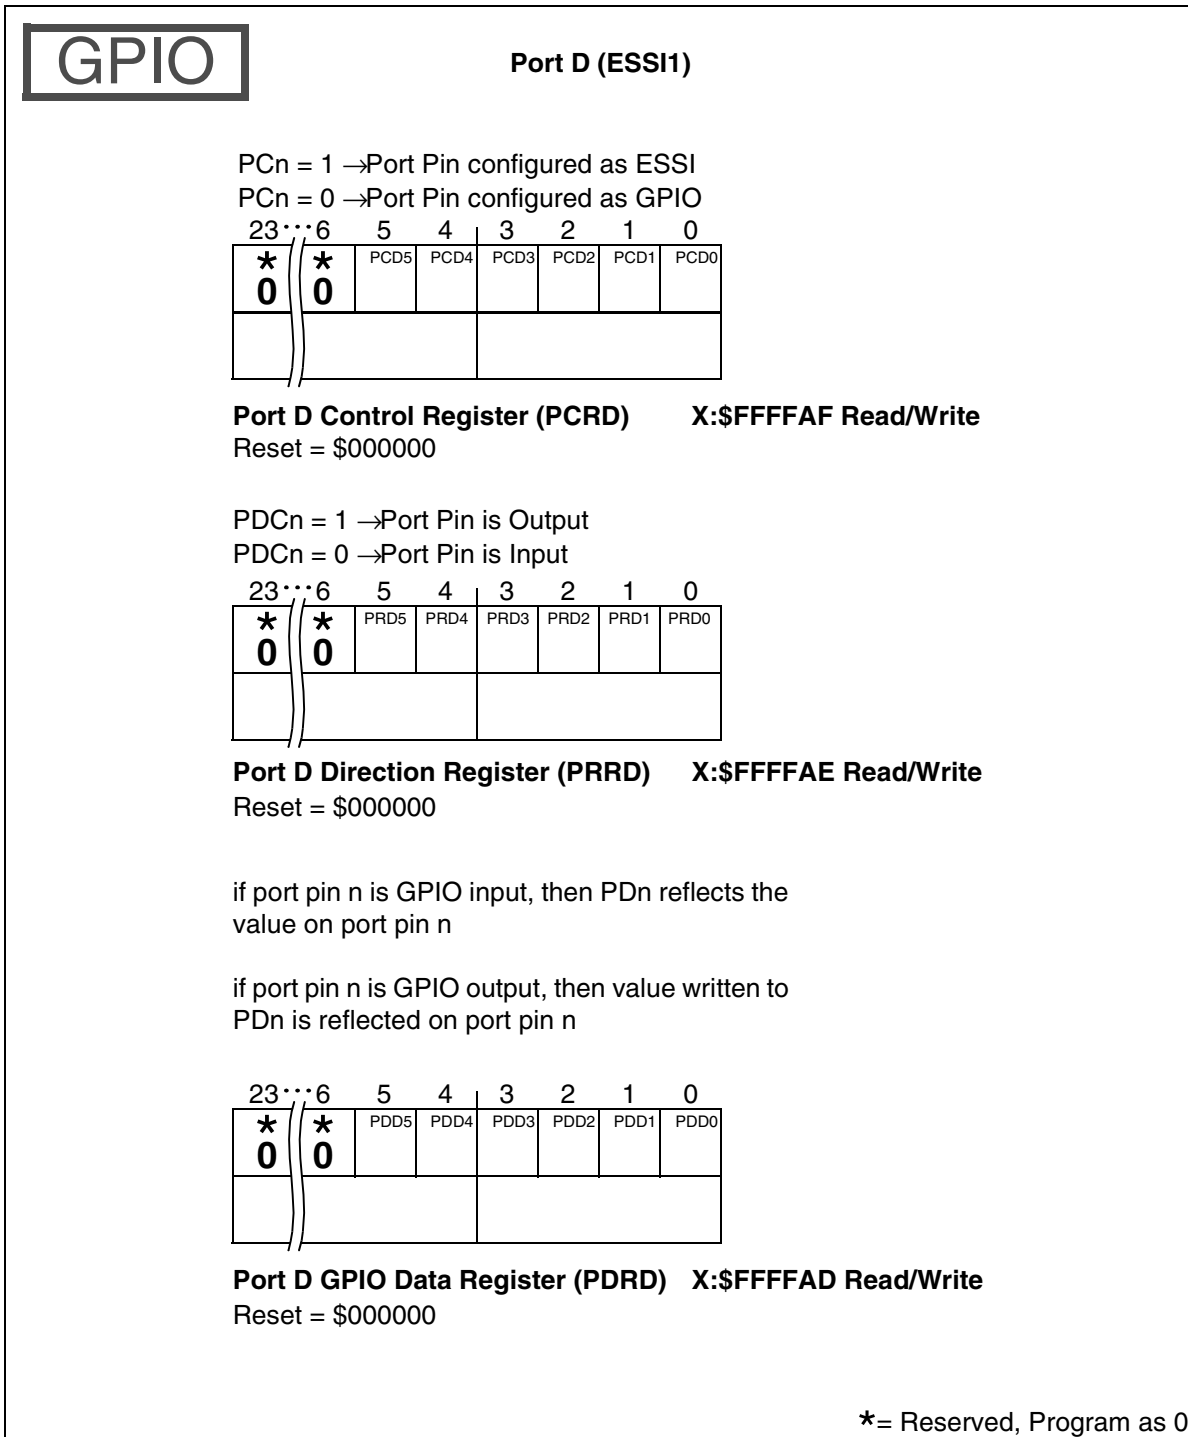 GPIO
Port D (ESSI1)
PCn = 1 →Port Pin configured as ESSI
PCn = 0 →Port Pin configured as GPIO
23 ··· 6 5 4 3 2 1 0
* * PCD5 PCD4 PCD3 PCD2 PCD1 PCD0
0 0
Port D Control Register (PCRD) X:$FFFFAF Read/Write
Reset = $000000
PDCn = 1 →Port Pin is Output
PDCn = 0 →Port Pin is Input
23 ··· 6 5 4 3 2 1 0
* * PRD5 PRD4 PRD3 PRD2 PRD1 PRD0
0 0
Port D Direction Register (PRRD) X:$FFFFAE Read/Write
Reset = $000000
if port pin n is GPIO input, then PDn reflects the
value on port pin n
if port pin n is GPIO output, then value written to
PDn is reflected on port pin n
23 ··· 6 5 4 3 2 1 0
* * PDD5 PDD4 PDD3 PDD2 PDD1 PDD0
0 0
Port D GPIO Data Register (PDRD) X:$FFFFAD Read/Write
Reset = $000000
*= Reserved, Program as 0